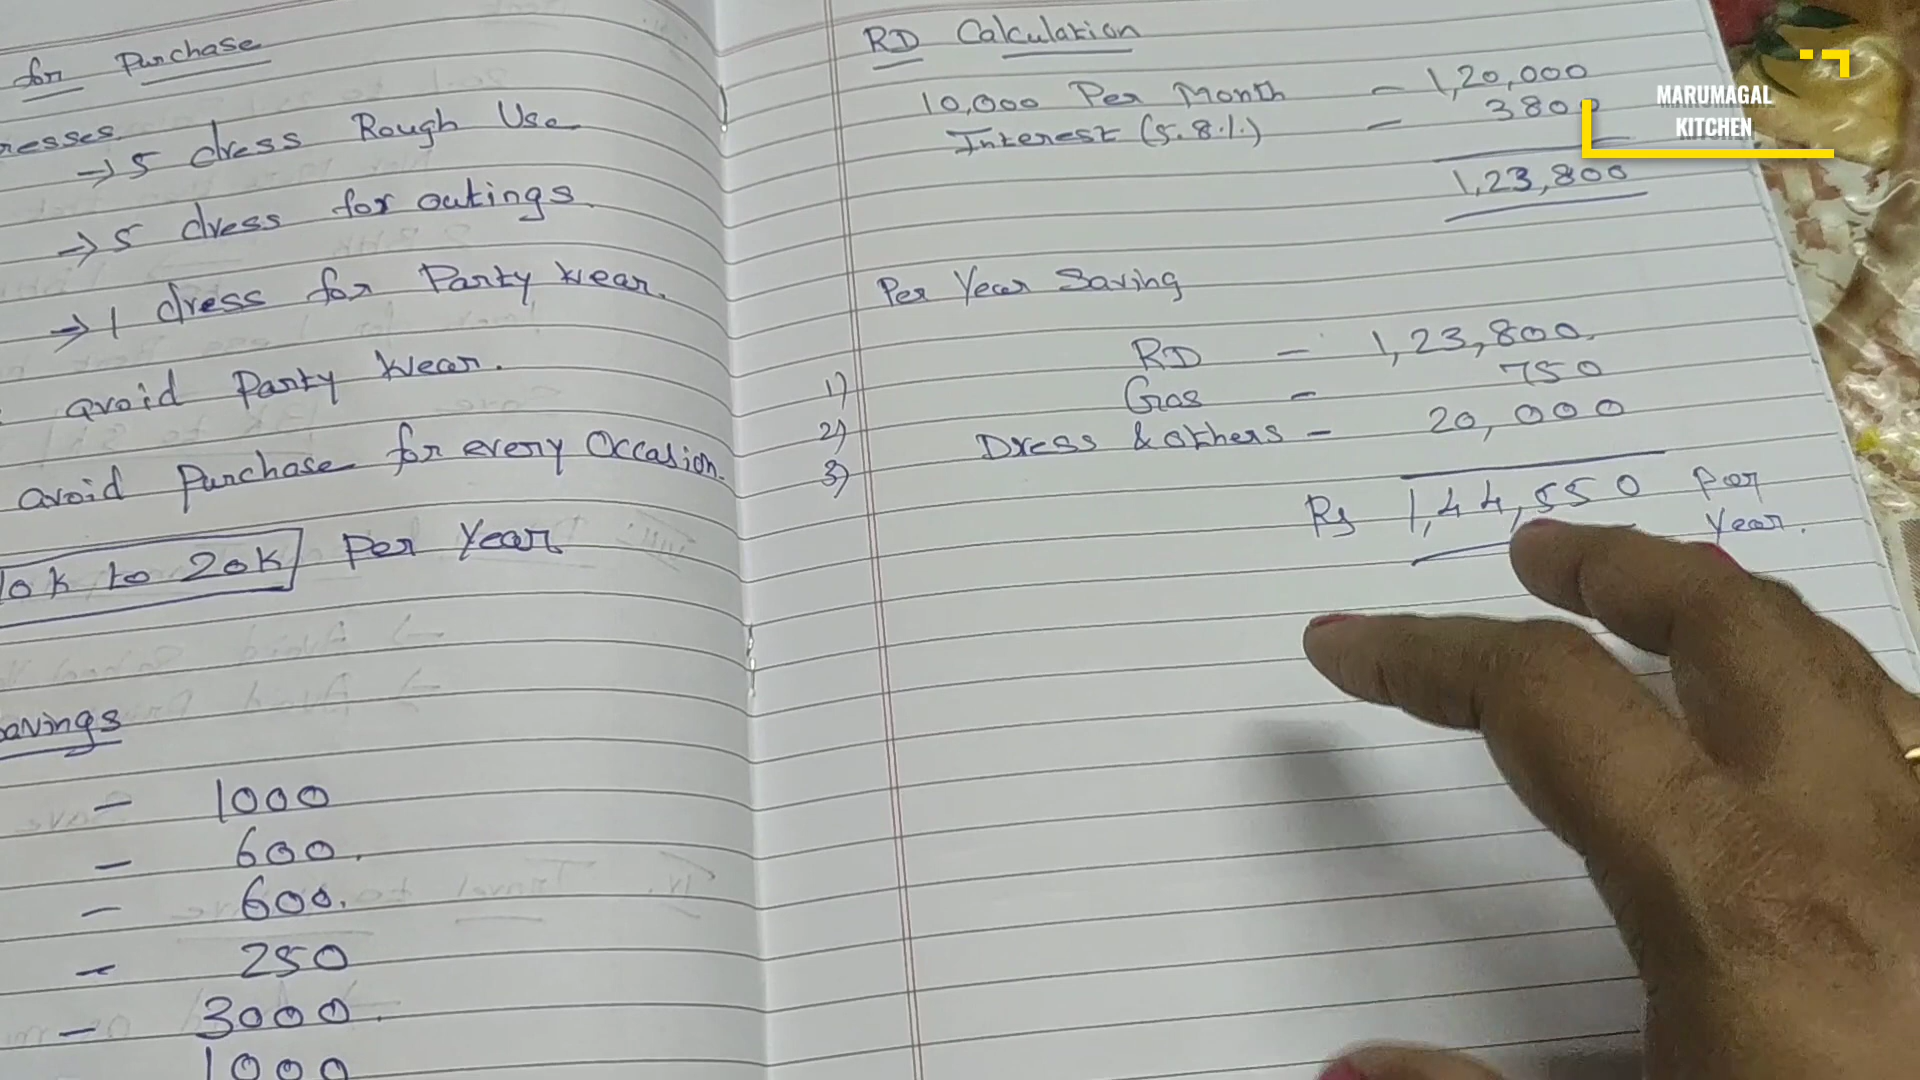 for Purchase
resses
→ 5 dress Rough Use
→ 5 dress for outings.
→ 1 dress for Party wear.
avoid Party wear.
avoid Purchase for every Occasion.
10K to 20K Per Year
avings
- 1000
- 600.
- 600.
- 250
- 3000.
1000
RD Calculation
10,000 Per Month - 1,20,000
Interest (5.8%) - 3800
1,23,800
Per Year Saving
1) RD - 1,23,800.
2) Gas - 750
3) Dress & others - 20,000
Rs 1,44,550 Per Year.
MARUMAGAL
KITCHEN